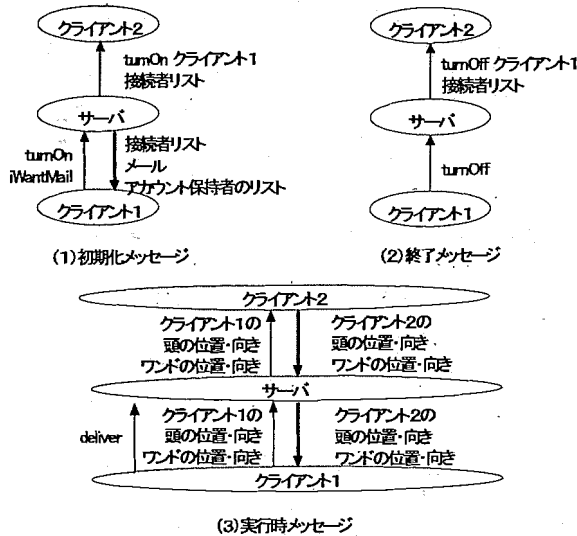 クライアント2
turnOn クライアント1
接続者リスト
サーバ
turnOn
iWantMail
接続者リスト
メール
アカウント保持者のリスト
クライアント1
(1)初期化メッセージ
クライアント2
turnOff クライアント1
接続者リスト
サーバ
turnOff
クライアント1
(2)終了メッセージ
クライアント2
クライアント1の
頭の位置・向き
ワンドの位置・向き
クライアント2の
頭の位置・向き
ワンドの位置・向き
サーバ
deliver
クライアント1の
頭の位置・向き
ワンドの位置・向き
クライアント2の
頭の位置・向き
ワンドの位置・向き
クライアント1
(3)実行時メッセージ